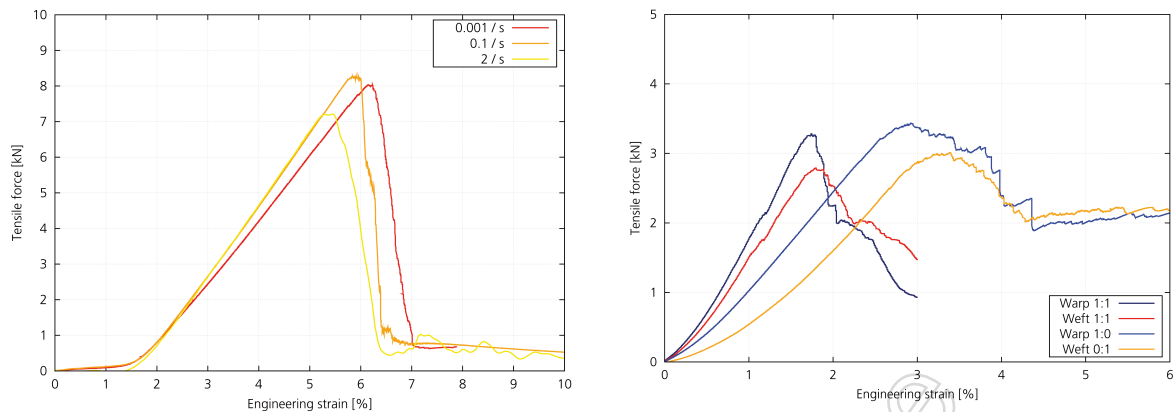 10
9
8
7
6
5
4
3
2
1
0
Tensile force [kN]
0 1 2 3 4 5 6 7 8 9 10
Engineering strain [%]
0.001 / s
0.1 / s
2 / s
5
4
3
2
1
0
Tensile force [kN]
0 1 2 3 4 5 6
Engineering strain [%]
Warp 1:1
Weft 1:1
Warp 1:0
Weft 0:1